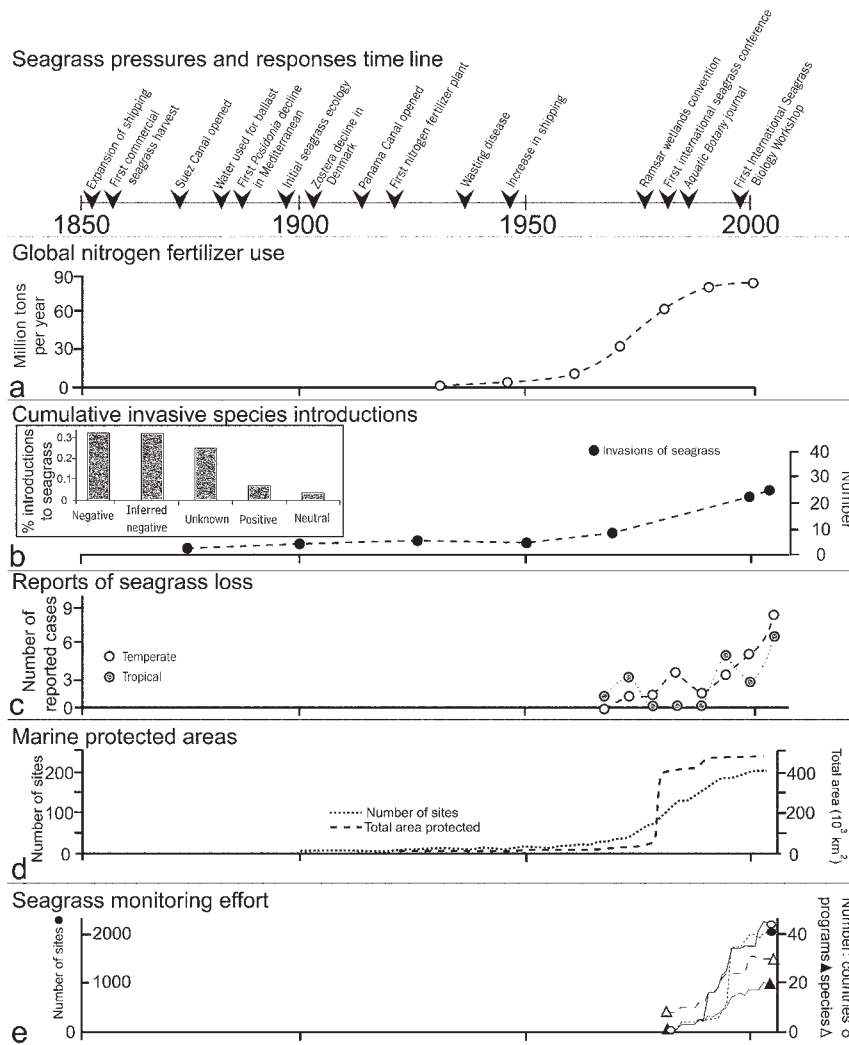 Seagrass pressures and responses time line
Expansion of shipping
First commercial
seagrass harvest
Suez Canal opened
Water used for ballast
First Posidonia decline
in Mediterranean
Initial seagrass ecology
Zostera decline in
Denmark
Panama Canal opened
First nitrogen fertilizer plant
Wasting disease
Increase in shipping
Ramsar wetlands convention
First international seagrass conference
Aquatic Botany journal
First International Seagrass
Biology Workshop
1850 1900 1950 2000
Global nitrogen fertilizer use
Million tons
per year
90
60
30
0
a
Cumulative invasive species introductions
% introductions
to seagrass
0.3
0.2
0.1
0
Negative Inferred negative Unknown Positive Neutral
Invasions of seagrass
40
30
20
10
0
Number
b
Reports of seagrass loss
Number of
reported cases
9
6
3
0
Temperate
Tropical
c
Marine protected areas
Number of sites
200
100
0
Number of sites
Total area protected
400
200
0
Total area (10³ km²)
d
Seagrass monitoring effort
Number of sites
2000
1000
0
40
20
0
Number: countries
programs species
e